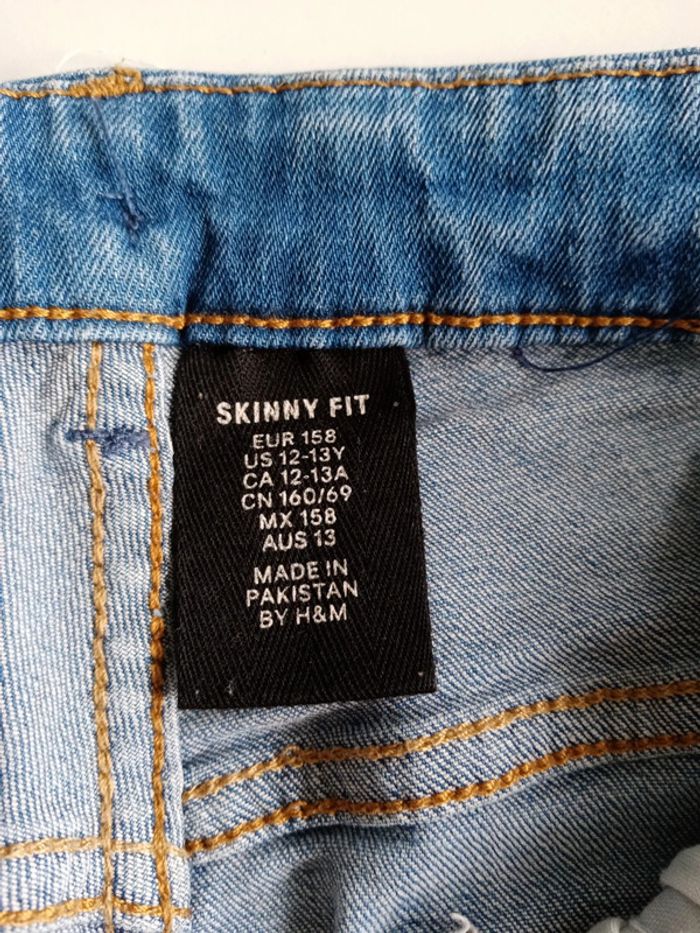 SKINNY FIT
EUR 158
US 12-13Y
CA 12-13A
CN 160/69
MX 158
AUS 13
MADE IN
PAKISTAN
BY H&M